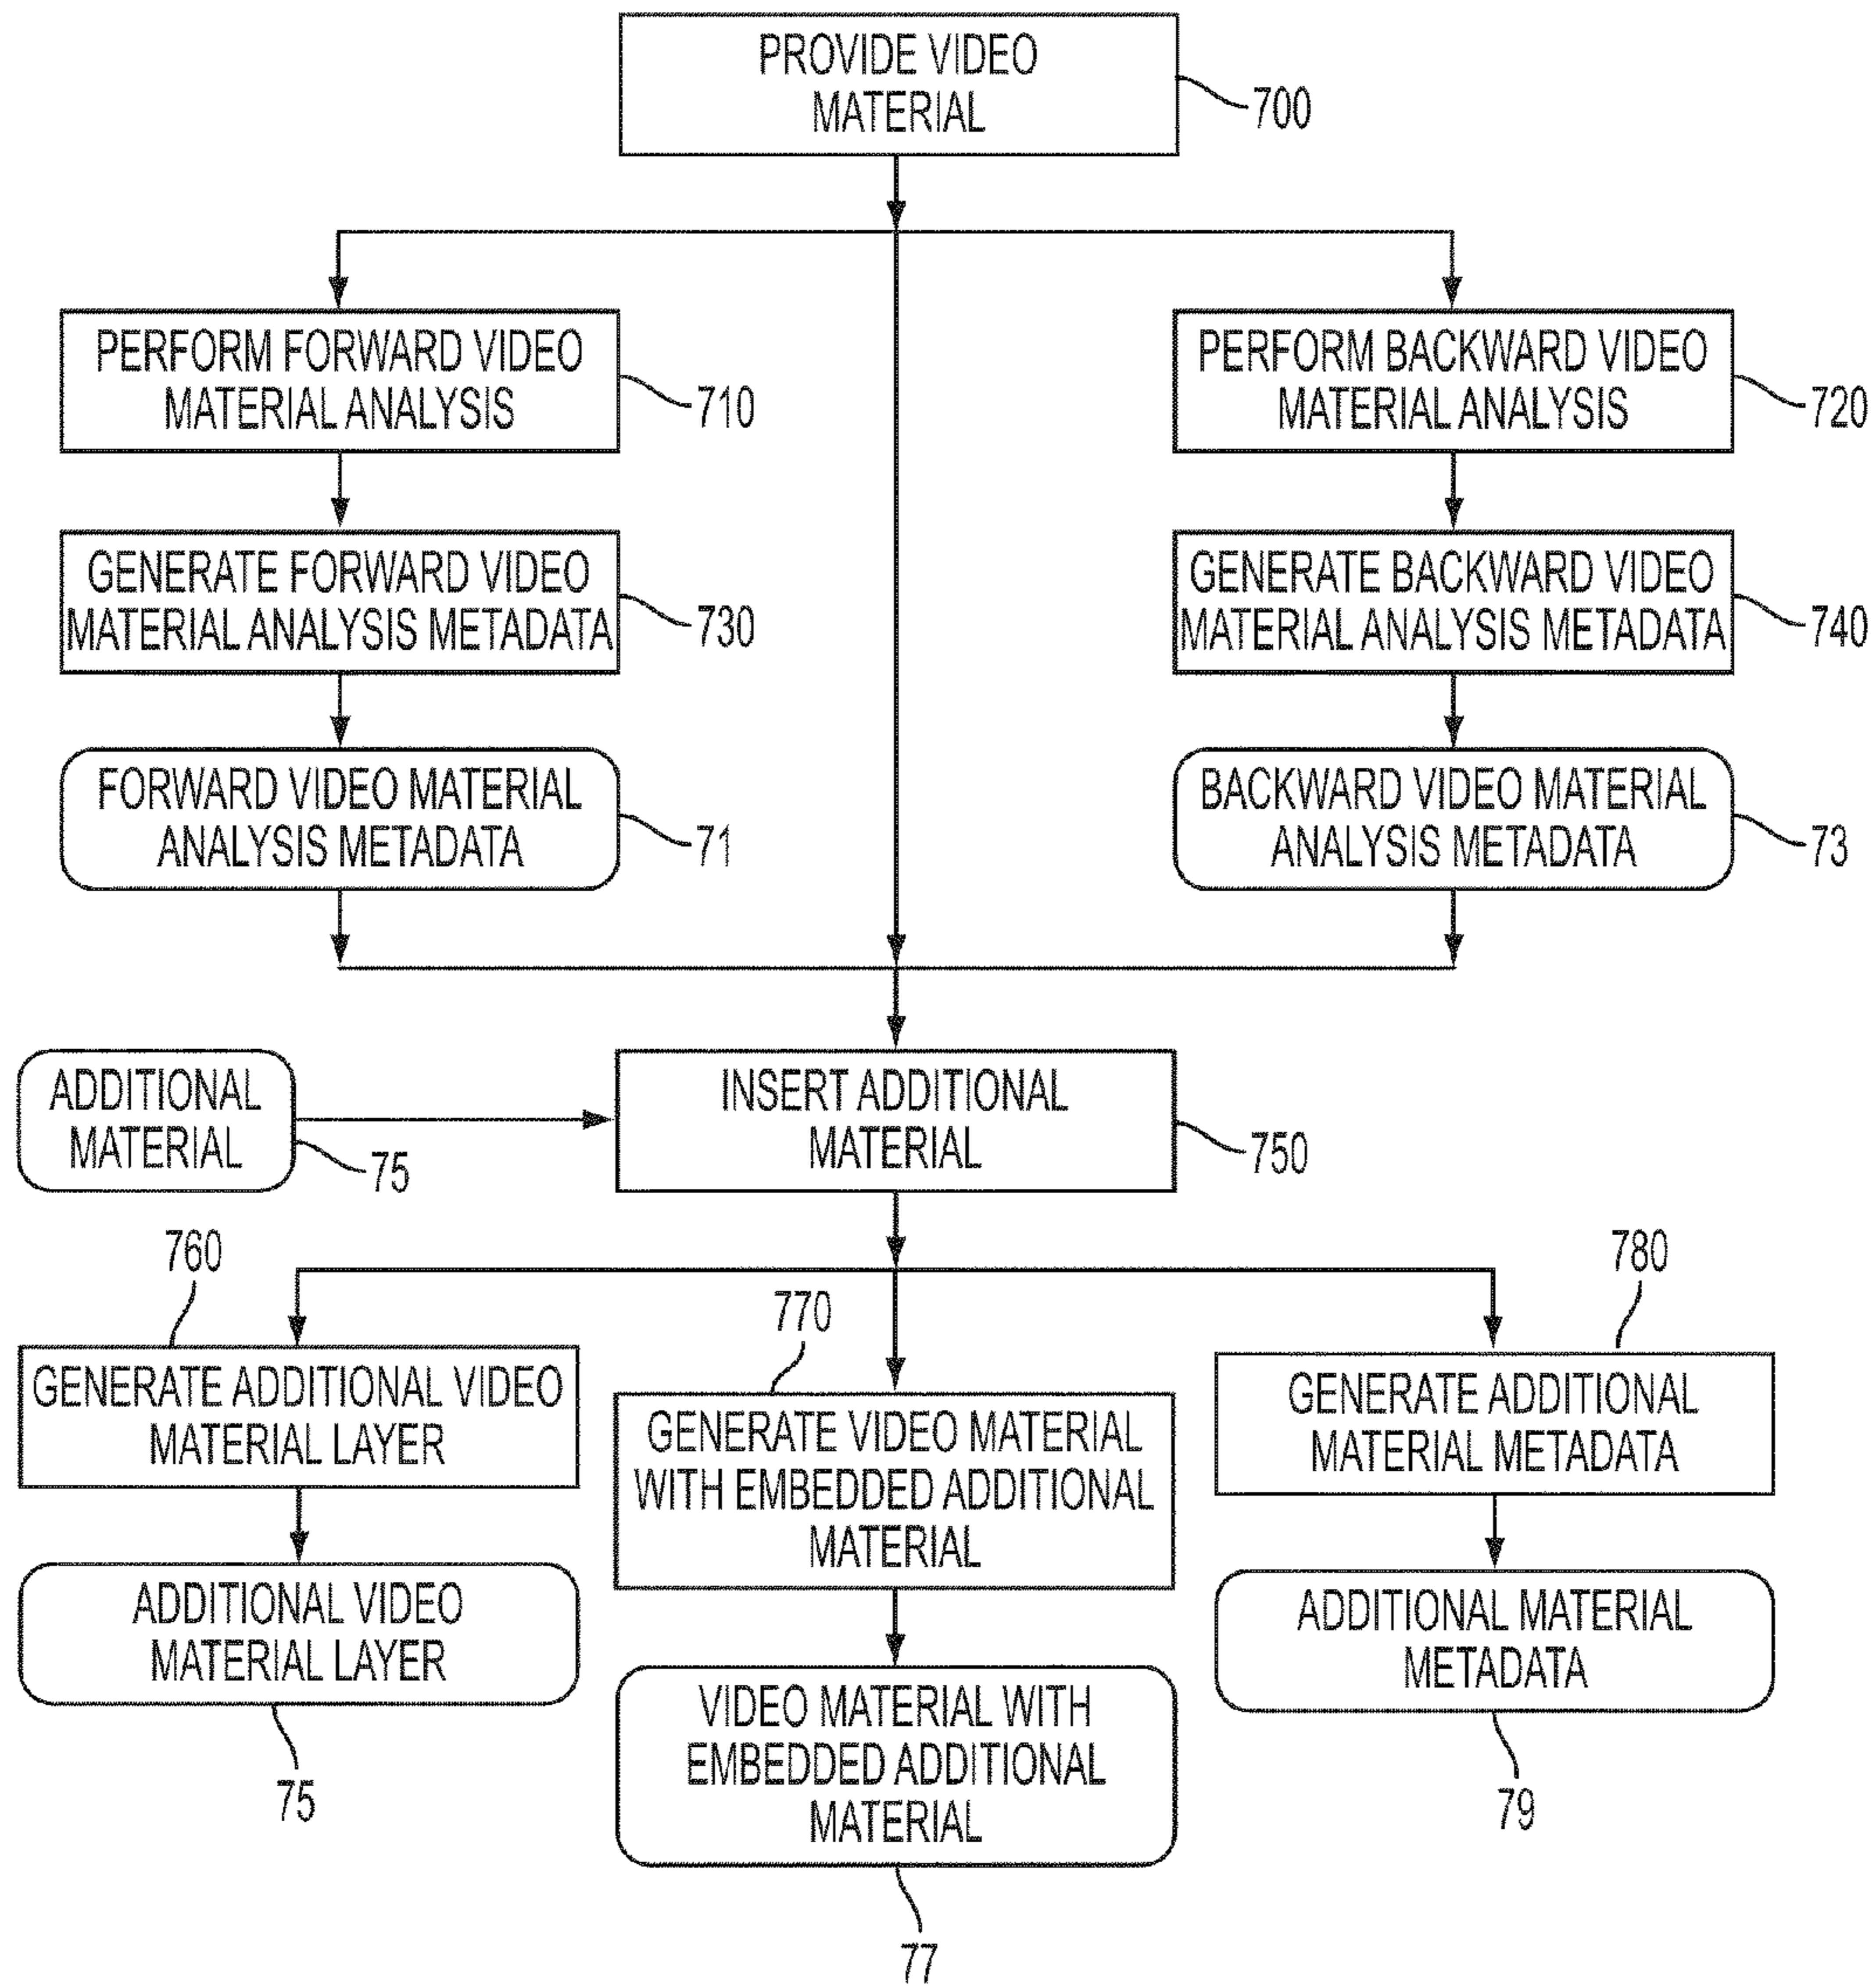 PROVIDE VIDEO
MATERIAL
700
PERFORM FORWARD VIDEO
MATERIAL ANALYSIS
710
PERFORM BACKWARD VIDEO
MATERIAL ANALYSIS
720
GENERATE FORWARD VIDEO
MATERIAL ANALYSIS METADATA
730
GENERATE BACKWARD VIDEO
MATERIAL ANALYSIS METADATA
740
FORWARD VIDEO MATERIAL
ANALYSIS METADATA
71
BACKWARD VIDEO MATERIAL
ANALYSIS METADATA
73
ADDITIONAL
MATERIAL
75
INSERT ADDITIONAL
MATERIAL
750
760
GENERATE ADDITIONAL VIDEO
MATERIAL LAYER
770
GENERATE VIDEO MATERIAL
WITH EMBEDDED ADDITIONAL
MATERIAL
780
GENERATE ADDITIONAL
MATERIAL METADATA
ADDITIONAL VIDEO
MATERIAL LAYER
75
VIDEO MATERIAL WITH
EMBEDDED ADDITIONAL
MATERIAL
77
ADDITIONAL MATERIAL
METADATA
79